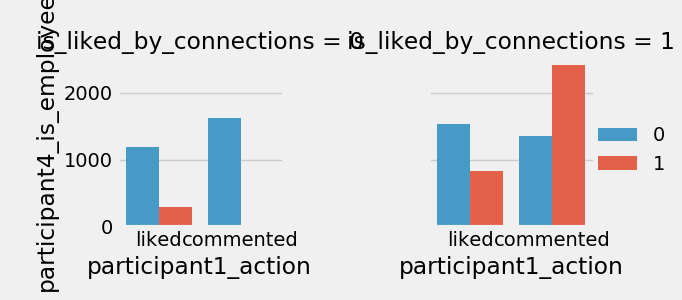 is_liked_by_connections = 0
is_liked_by_connections = 1
participant4_is_employee
2000
1000
0
liked
commented
liked
commented
participant1_action
participant1_action
0
1